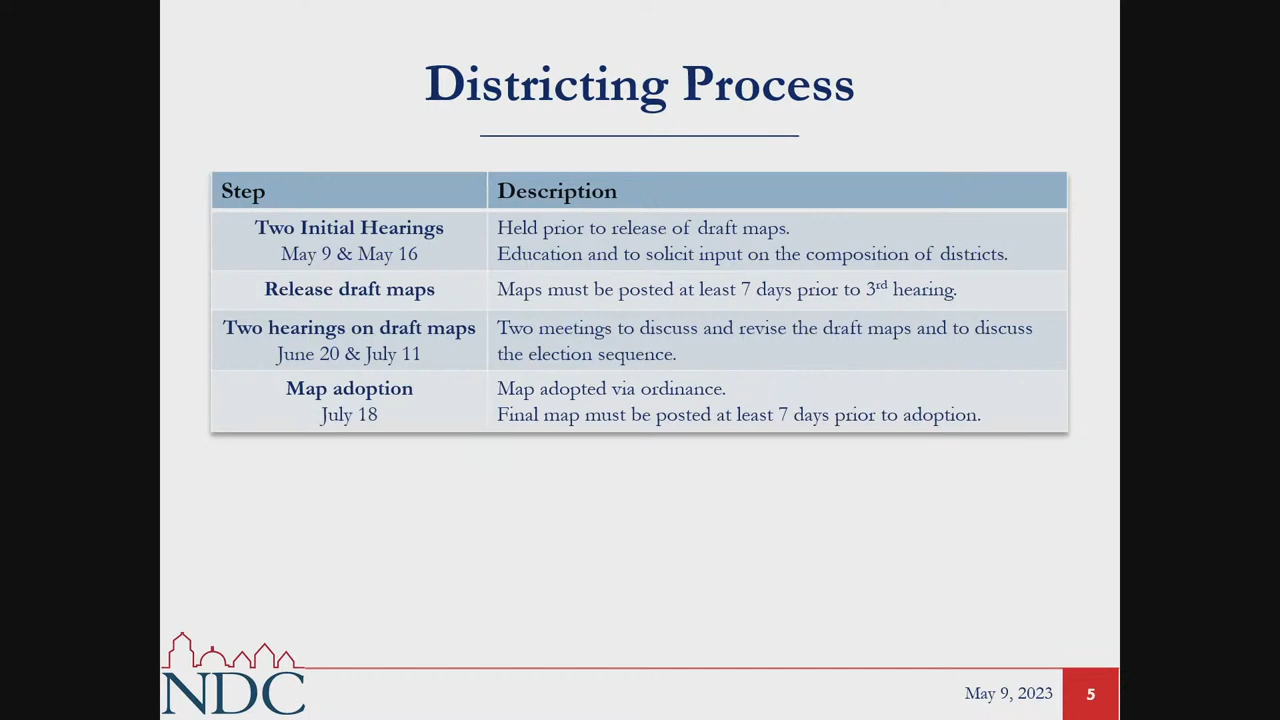 Districting Process
Step Description
Two Initial Hearings Held prior to release of draft maps.
May 9 & May 16 Education and to solicit input on the composition of districts.
Release draft maps Maps must be posted at least 7 days prior to 3rd hearing.
Two hearings on draft maps Two meetings to discuss and revise the draft maps and to discuss
June 20 & July 11 the election sequence.
Map adoption Map adopted via ordinance.
July 18 Final map must be posted at least 7 days prior to adoption.
NDC May 9, 2023 5